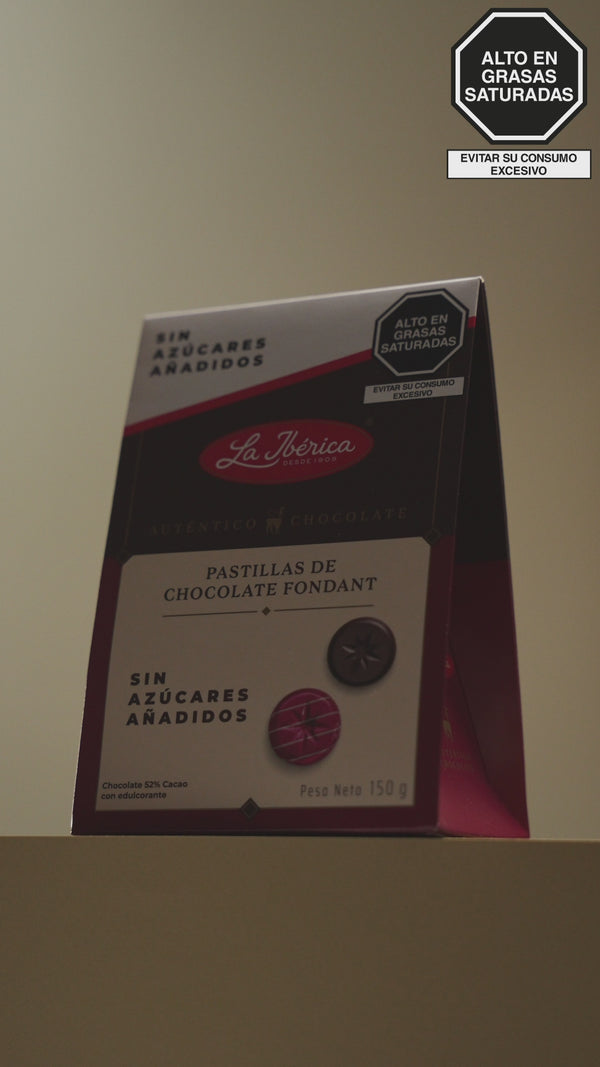 ALTO EN
GRASAS
SATURADAS
EVITAR SU CONSUMO
EXCESIVO
SIN
AZÚCARES
AÑADIDOS
ALTO EN
GRASAS
SATURADAS
EVITAR SU CONSUMO
EXCESIVO
La Ibérica
DESDE 1909
AUTÉNTICO CHOCOLATE
PASTILLAS DE
CHOCOLATE FONDANT
SIN
AZÚCARES
AÑADIDOS
Chocolate 52% Cacao
con edulcorante
Peso Neto 150 g